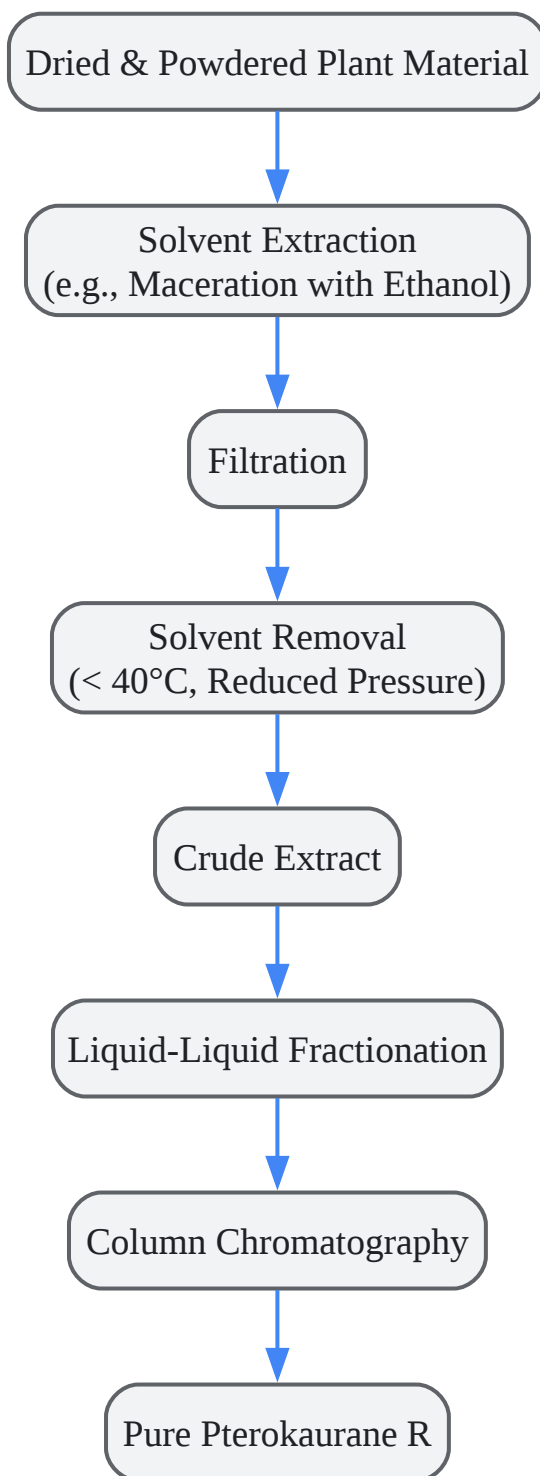 Dried & Powdered Plant Material
Solvent Extraction
(e.g., Maceration with Ethanol)
Filtration
Solvent Removal
(< 40°C, Reduced Pressure)
Crude Extract
Liquid-Liquid Fractionation
Column Chromatography
Pure Pterokaurane R